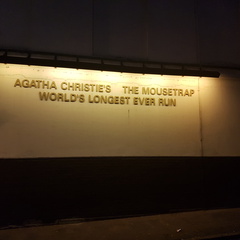 AGATHA CHRISTIE'S THE MOUSETRAP
WORLD'S LONGEST EVER RUN